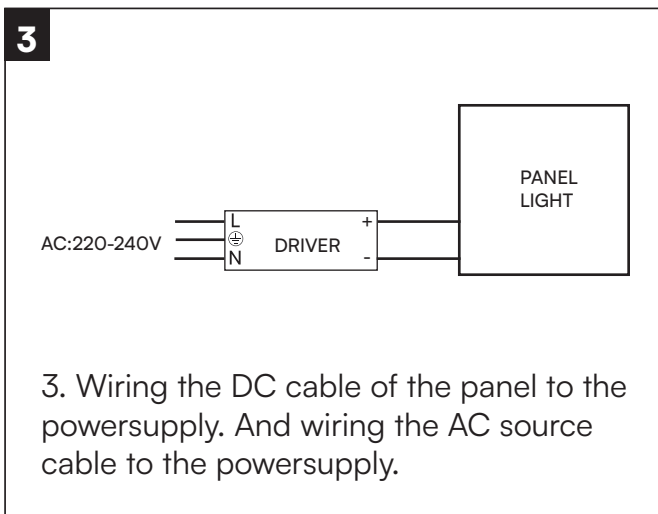 3
PANEL
LIGHT
L +
AC:220-240V ⏚ DRIVER
N -
3. Wiring the DC cable of the panel to the
powersupply. And wiring the AC source
cable to the powersupply.